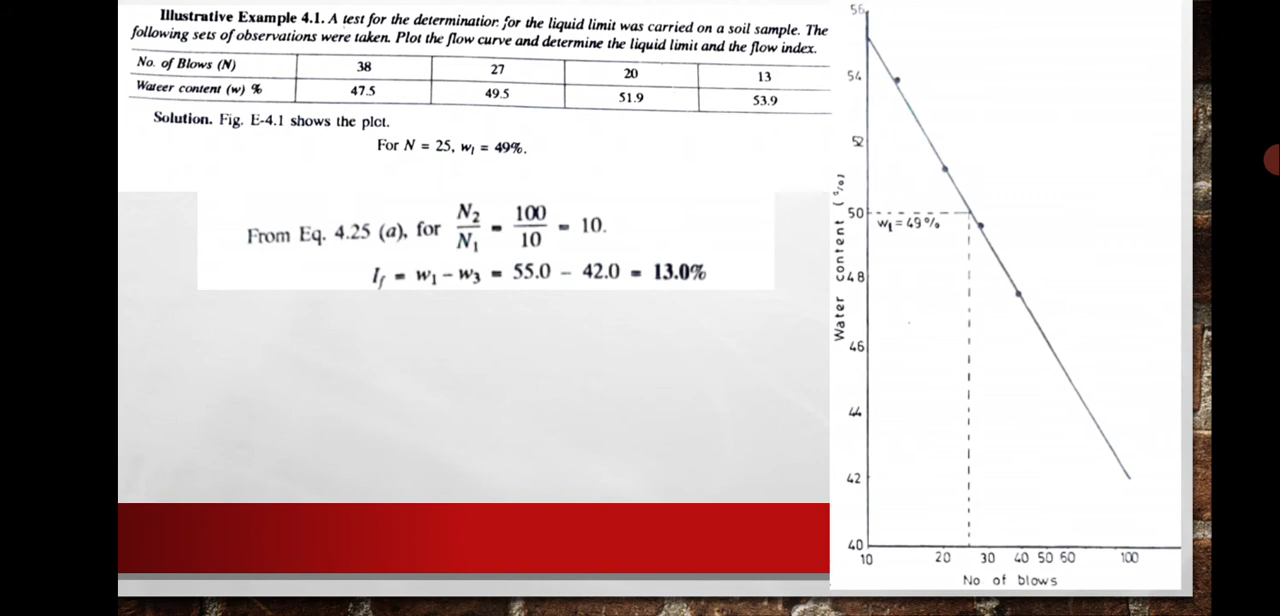 Illustrative Example 4.1. A test for the determination for the liquid limit was carried on a soil sample. The
following sets of observations were taken. Plot the flow curve and determine the liquid limit and the flow index.
No. of Blows (N) 38 27 20 13
Wateer content (w) % 47.5 49.5 51.9 53.9
Solution. Fig. E-4.1 shows the plot.
For N = 25, w₁ = 49%.
From Eq. 4.25 (a), for N₂/N₁ = 100/10 = 10.
I_f = w₁ – w₃ = 55.0 – 42.0 = 13.0%
Water content (%)
56
54
52
50
w₁ = 49%
48
46
44
42
40
10 20 30 40 50 60 100
No of blows